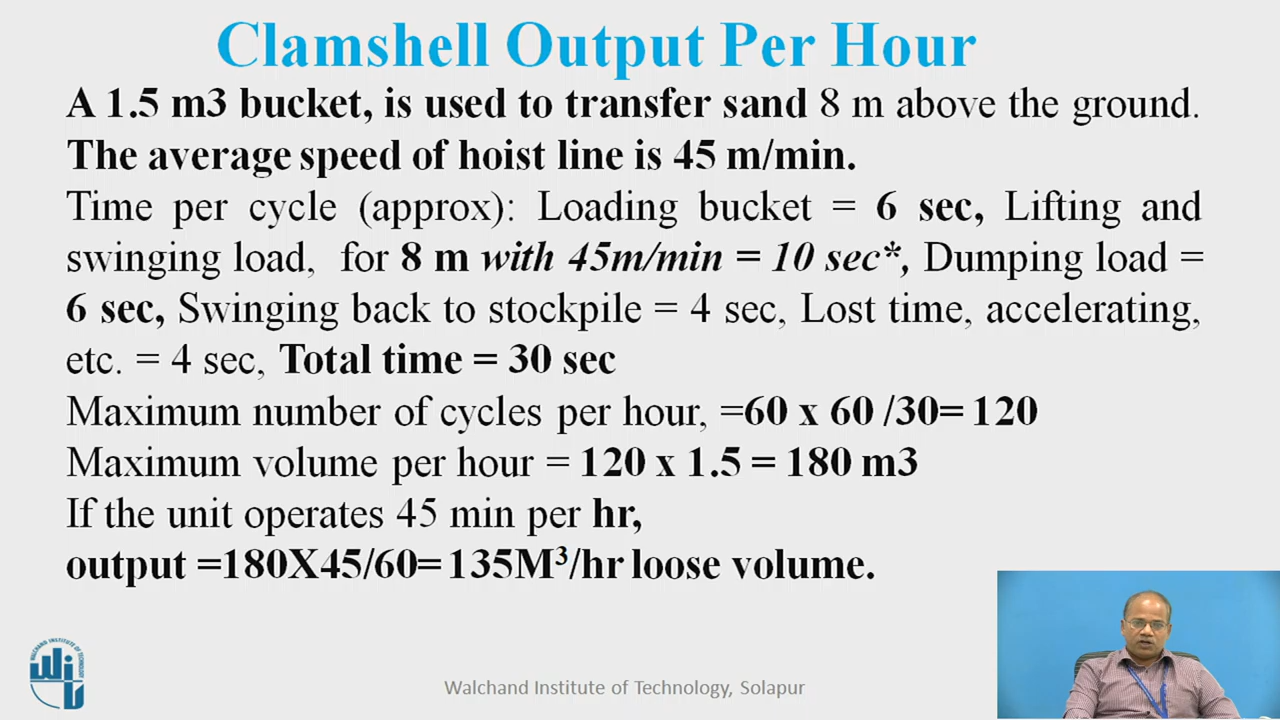 Clamshell Output Per Hour
A 1.5 m3 bucket, is used to transfer sand 8 m above the ground.
The average speed of hoist line is 45 m/min.
Time per cycle (approx): Loading bucket = 6 sec, Lifting and
swinging load, for 8 m with 45m/min = 10 sec*, Dumping load =
6 sec, Swinging back to stockpile = 4 sec, Lost time, accelerating,
etc. = 4 sec, Total time = 30 sec
Maximum number of cycles per hour, =60 x 60 /30= 120
Maximum volume per hour = 120 x 1.5 = 180 m3
If the unit operates 45 min per hr,
output =180X45/60= 135M³/hr loose volume.
WALCHAND INSTITUTE OF TECHNOLOGY
Walchand Institute of Technology, Solapur